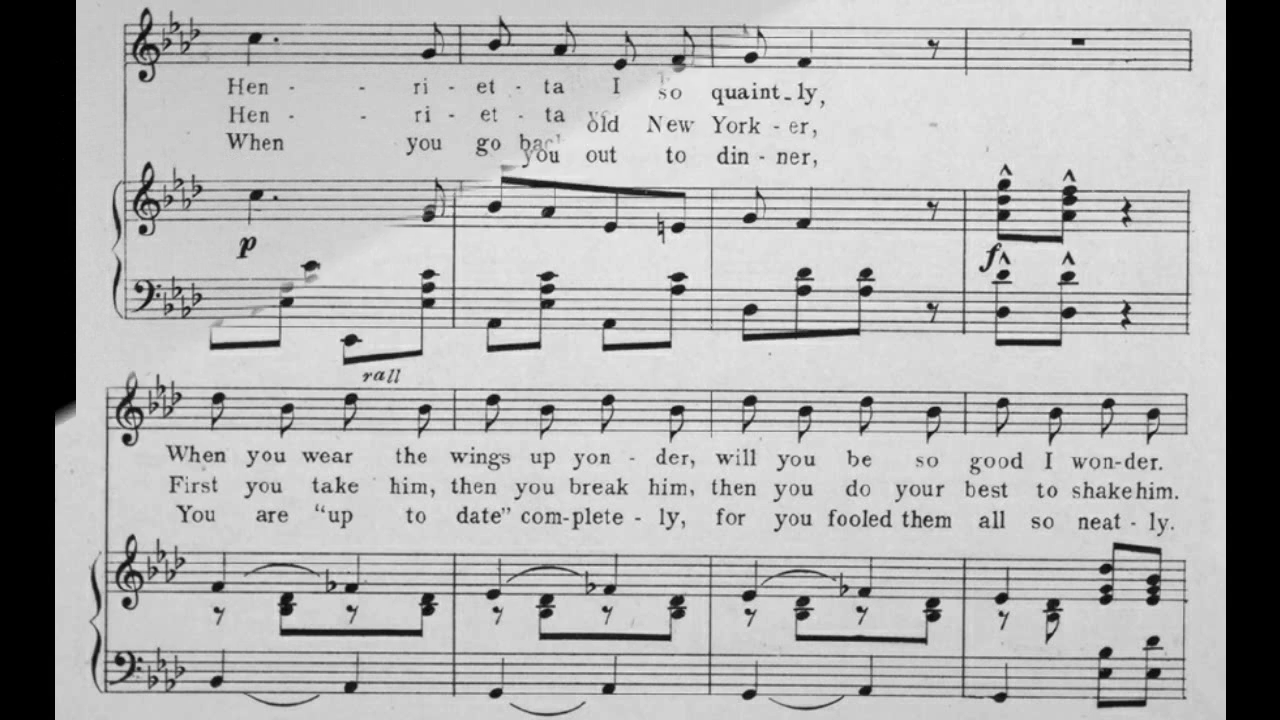 Hen - - ri - et - ta I so quaint - ly,
Hen - - ri - et - ta old New York - er,
When you go you out to din - ner,
p
f
rall
When you wear the wings up yon - der, will you be so good I won-der.
First you take him, then you break him, then you do your best to shake him.
You are “up to date” com-plete - ly, for you fooled them all so neat - ly.